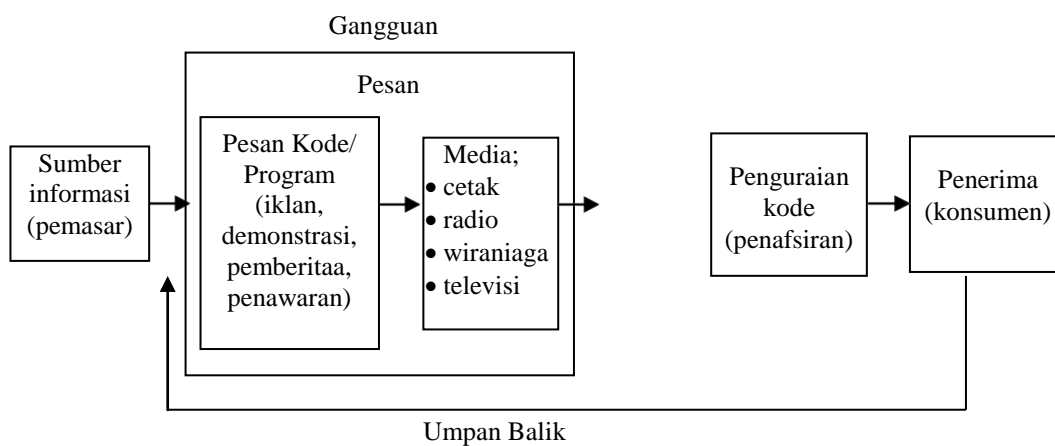 Gangguan
Pesan
Sumber
informasi
(pemasar)
Pesan Kode/
Program
(iklan,
demonstrasi,
pemberitaa,
penawaran)
Media;
• cetak
• radio
• wiraniaga
• televisi
Penguraian
kode
(penafsiran)
Penerima
(konsumen)
Umpan Balik